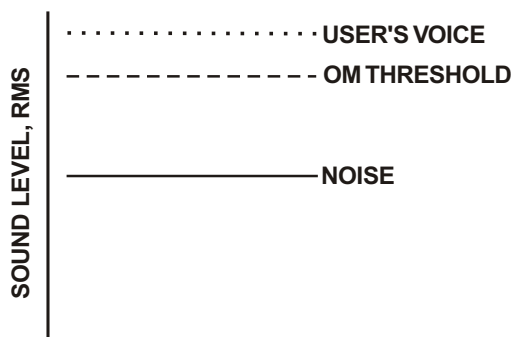 USER'S VOICE
OM THRESHOLD
NOISE
SOUND LEVEL, RMS